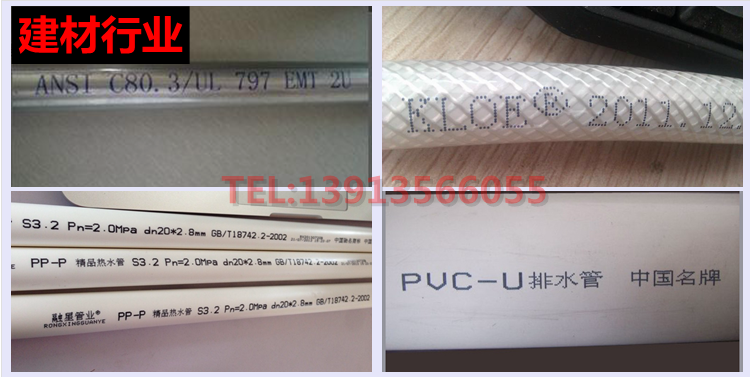 建材行业
ANSI C80.3/UL 797 EMT 2U
KLOE® 2011.12.
TEL:13913566055
P S3.2 Pn=2.0Mpa dn20*2.8mm GB/T18742.2-2002
PP-P 精品热水管 S3.2 Pn=2.0Mpa dn20*2.8mm GB/T18742.2-2002
融星管业® PP-P 精品热水管 S3.2 Pn=2.0Mpa dn20*2.8mm GB/T18742.2-2002
RONGXINGGUANYE
PVC-U排水管 中国名牌